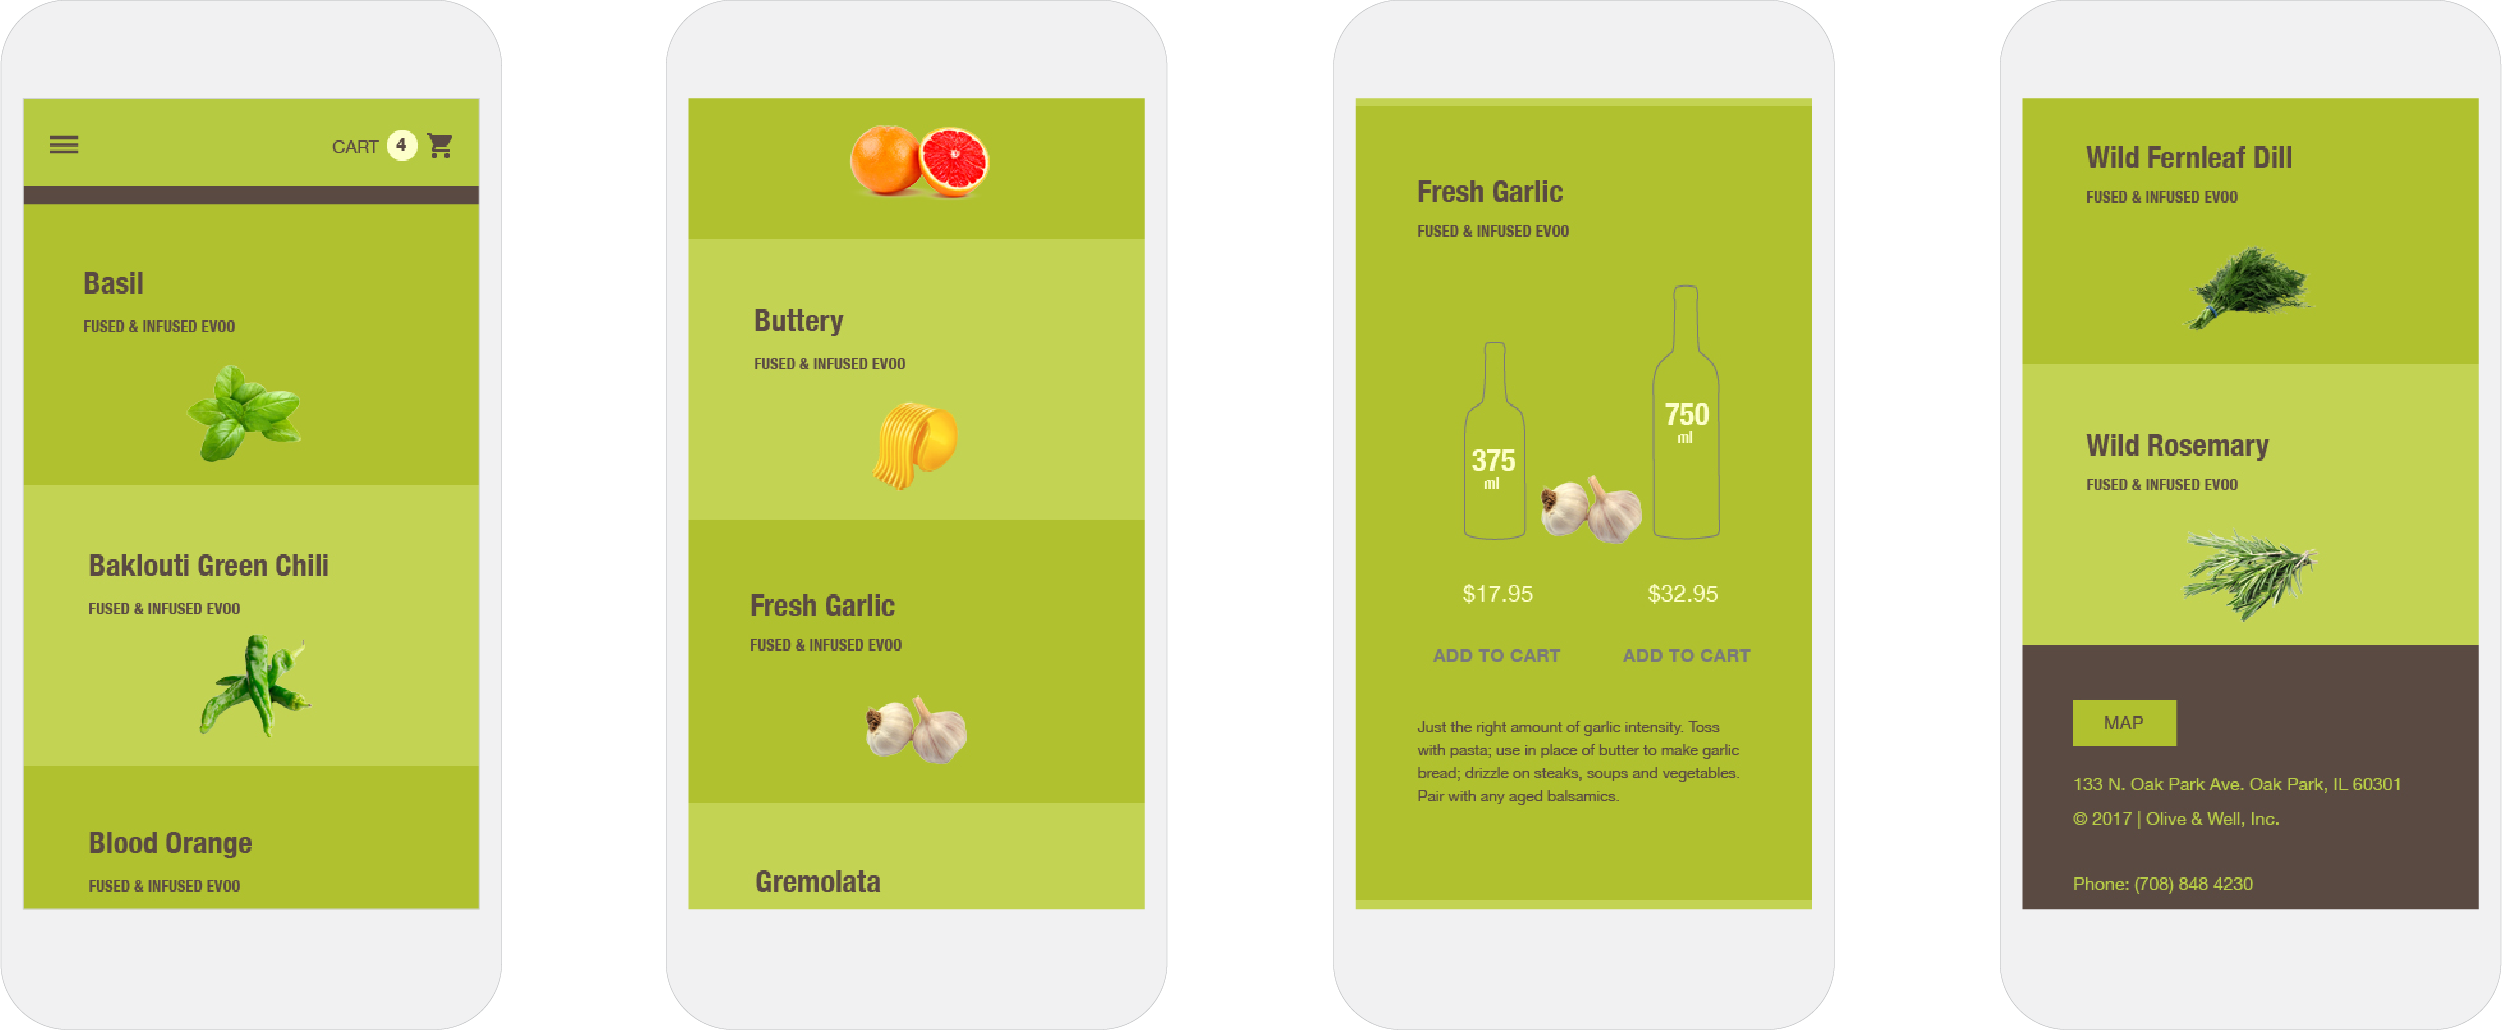 CART 4
Basil
FUSED & INFUSED EVOO
Baklouti Green Chili
FUSED & INFUSED EVOO
Blood Orange
FUSED & INFUSED EVOO
Buttery
FUSED & INFUSED EVOO
Fresh Garlic
FUSED & INFUSED EVOO
Gremolata
Fresh Garlic
FUSED & INFUSED EVOO
375
ml
750
ml
$17.95
$32.95
ADD TO CART
ADD TO CART
Just the right amount of garlic intensity. Toss
with pasta; use in place of butter to make garlic
bread; drizzle on steaks, soups and vegetables.
Pair with any aged balsamics.
Wild Fernleaf Dill
FUSED & INFUSED EVOO
Wild Rosemary
FUSED & INFUSED EVOO
MAP
133 N. Oak Park Ave. Oak Park, IL 60301
© 2017 | Olive & Well, Inc.
Phone: (708) 848 4230